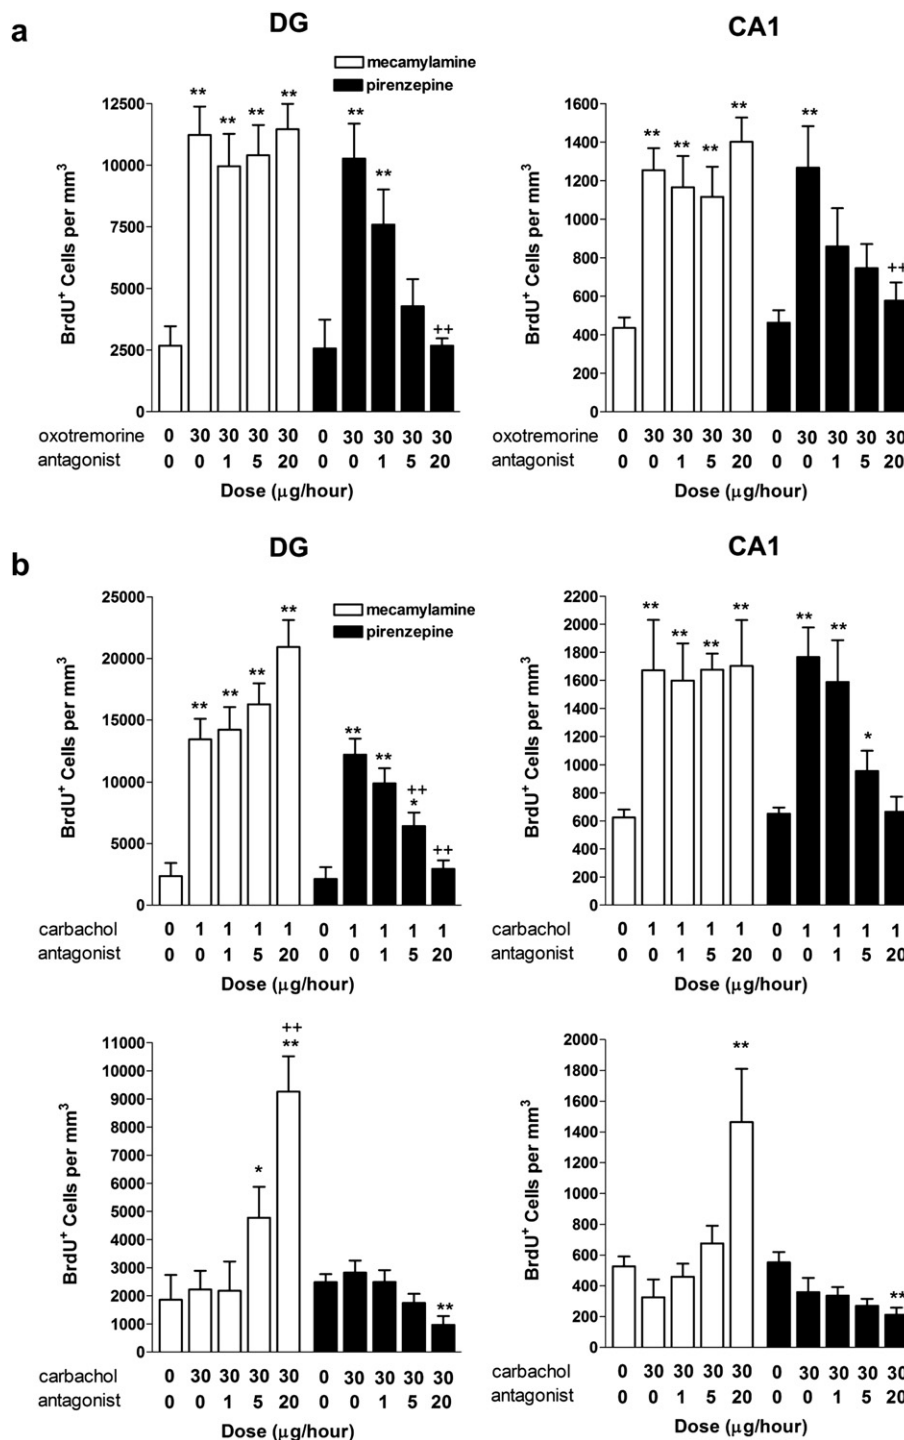 a
DG
CA1
mecamylamine
pirenzepine
BrdU⁺ Cells per mm³
12500
10000
7500
5000
2500
0
** ** ** ** ** ** ++
oxotremorine 0 30 30 30 30 0 30 30 30 30
antagonist 0 0 1 5 20 0 0 1 5 20
Dose (μg/hour)
BrdU⁺ Cells per mm³
1600
1400
1200
1000
800
600
400
200
0
** ** ** ** ** ++
oxotremorine 0 30 30 30 30 0 30 30 30 30
antagonist 0 0 1 5 20 0 0 1 5 20
Dose (μg/hour)
b
DG
CA1
mecamylamine
pirenzepine
BrdU⁺ Cells per mm³
25000
20000
15000
10000
5000
0
** ** ** ** ** ** ++ * ++
carbachol 0 1 1 1 1 0 1 1 1 1
antagonist 0 0 1 5 20 0 0 1 5 20
Dose (μg/hour)
BrdU⁺ Cells per mm³
2200
2000
1800
1600
1400
1200
1000
800
600
400
200
0
** ** ** ** ** ** *
carbachol 0 1 1 1 1 0 1 1 1 1
antagonist 0 0 1 5 20 0 0 1 5 20
Dose (μg/hour)
BrdU⁺ Cells per mm³
11000
10000
9000
8000
7000
6000
5000
4000
3000
2000
1000
0
* ++ ** **
carbachol 0 30 30 30 30 0 30 30 30 30
antagonist 0 0 1 5 20 0 0 1 5 20
Dose (μg/hour)
BrdU⁺ Cells per mm³
2000
1800
1600
1400
1200
1000
800
600
400
200
0
** **
carbachol 0 30 30 30 30 0 30 30 30 30
antagonist 0 0 1 5 20 0 0 1 5 20
Dose (μg/hour)